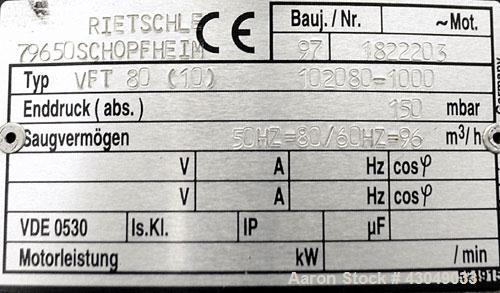 RIETSCHLE CE Bauj. / Nr. ~Mot.
79650 SCHOPFHEIM 97 1822203
Typ VFT 80 (10) 102080-1000
Enddruck ( abs. ) 150 mbar
Saugvermögen 50HZ=80/60HZ=96 m³/h
V A Hz cosφ
V A Hz cosφ
VDE 0530 Is.Kl. IP µF
Motorleistung kW / min
Aaron Stock #
Germany